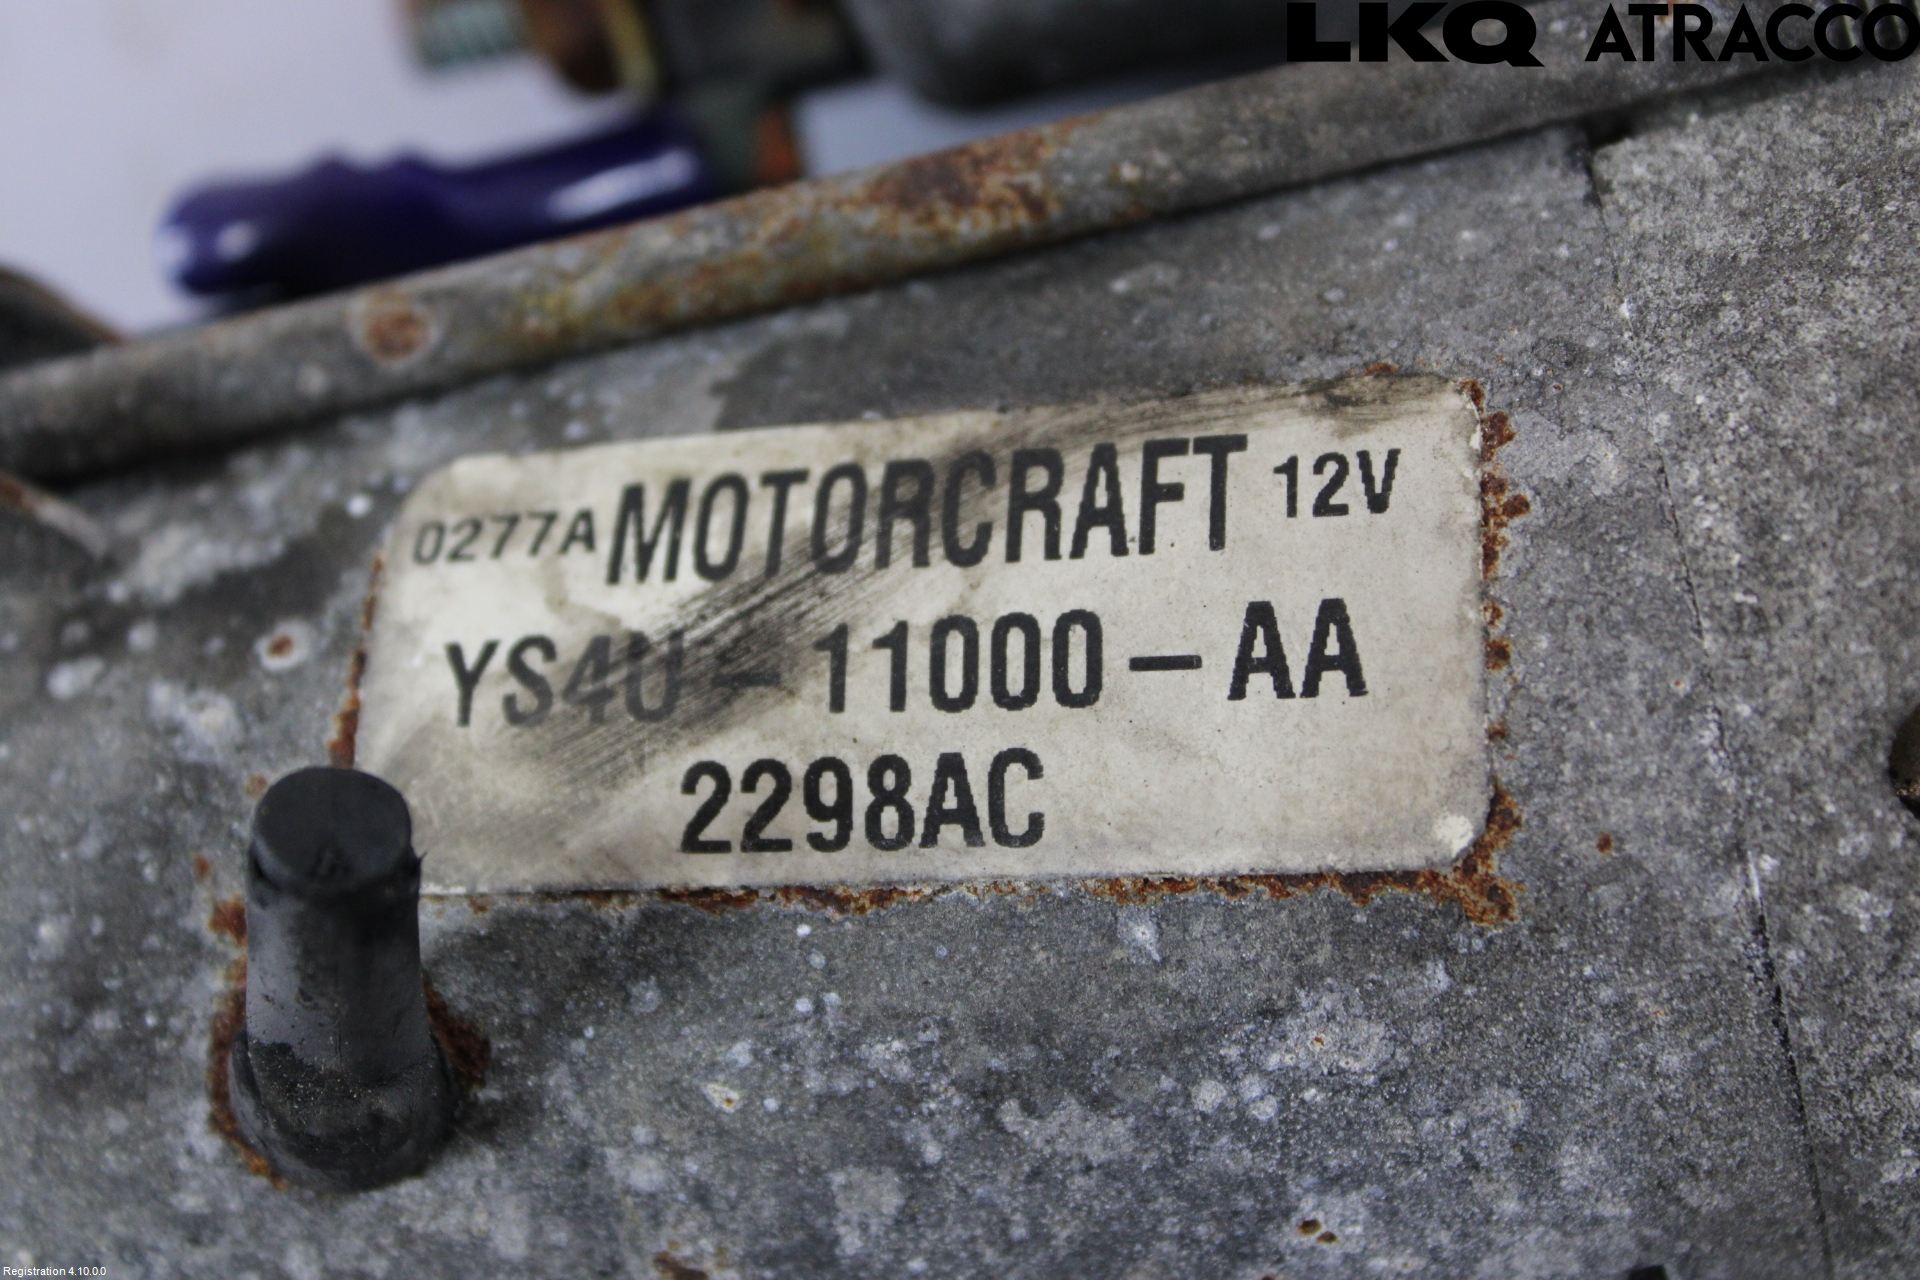 LKQ ATRACCO
0277A MOTORCRAFT 12V
YS4U-11000-AA
2298AC
Registration 4.10.0.0